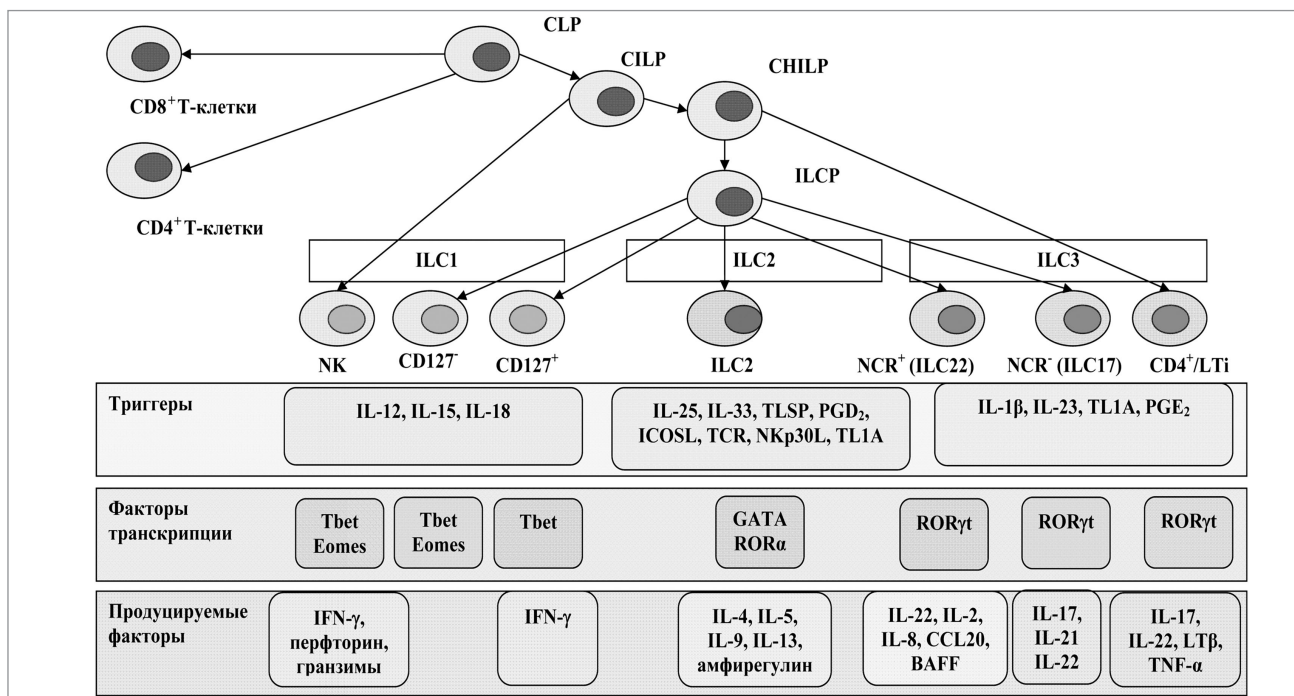 CLP
CILP
CHILP
CD8⁺T-клетки
ILCP
CD4⁺T-клетки
ILC1
ILC2
ILC3
NK
CD127⁻
CD127⁺
ILC2
NCR⁺ (ILC22)
NCR⁻ (ILC17)
CD4⁺/LTi
Триггеры
IL-12, IL-15, IL-18
IL-25, IL-33, TLSP, PGD₂,
ICOSL, TCR, NKp30L, TL1A
IL-1β, IL-23, TL1A, PGE₂
Факторы
транскрипции
Tbet
Eomes
Tbet
Eomes
Tbet
GATA
RORα
RORγt
RORγt
RORγt
Продуцируемые
факторы
IFN-γ,
перфторин,
гранзимы
IFN-γ
IL-4, IL-5,
IL-9, IL-13,
амфирегулин
IL-22, IL-2,
IL-8, CCL20,
BAFF
IL-17,
IL-21
IL-22
IL-17,
IL-22, LTβ,
TNF-α